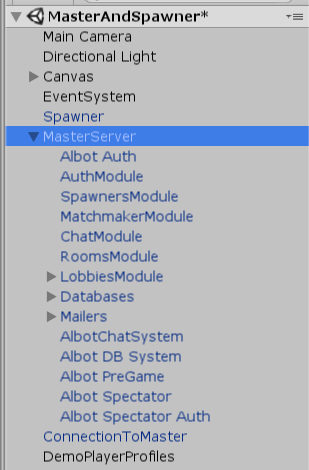 MasterAndSpawner*
Main Camera
Directional Light
Canvas
EventSystem
Spawner
MasterServer
Albot Auth
AuthModule
SpawnersModule
MatchmakerModule
ChatModule
RoomsModule
LobbiesModule
Databases
Mailers
AlbotChatSystem
Albot DB System
Albot PreGame
Albot Spectator
Albot Spectator Auth
ConnectionToMaster
DemoPlayerProfiles